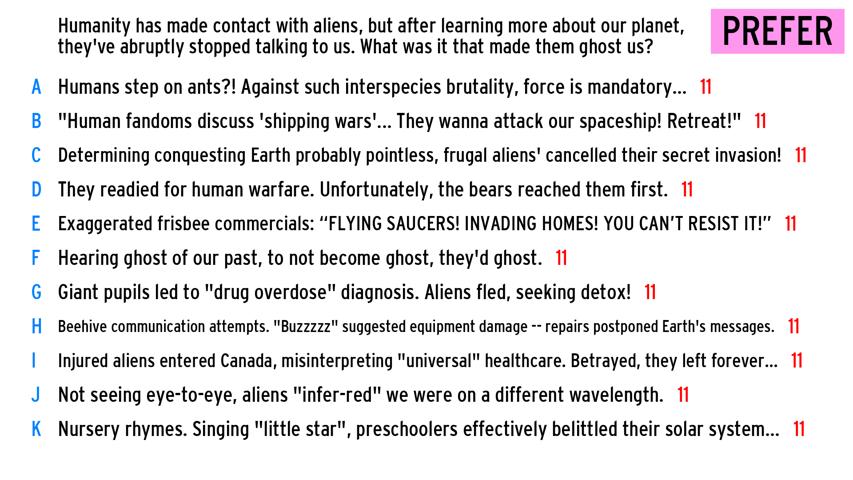 Humanity has made contact with aliens, but after learning more about our planet,
they've abruptly stopped talking to us. What was it that made them ghost us?
PREFER
A Humans step on ants?! Against such interspecies brutality, force is mandatory... 11
B "Human fandoms discuss 'shipping wars'... They wanna attack our spaceship! Retreat!" 11
C Determining conquesting Earth probably pointless, frugal aliens' cancelled their secret invasion! 11
D They readied for human warfare. Unfortunately, the bears reached them first. 11
E Exaggerated frisbee commercials: “FLYING SAUCERS! INVADING HOMES! YOU CAN’T RESIST IT!” 11
F Hearing ghost of our past, to not become ghost, they'd ghost. 11
G Giant pupils led to "drug overdose" diagnosis. Aliens fled, seeking detox! 11
H Beehive communication attempts. "Buzzzzz" suggested equipment damage -- repairs postponed Earth's messages. 11
I Injured aliens entered Canada, misinterpreting "universal" healthcare. Betrayed, they left forever... 11
J Not seeing eye-to-eye, aliens "infer-red" we were on a different wavelength. 11
K Nursery rhymes. Singing "little star", preschoolers effectively belittled their solar system... 11